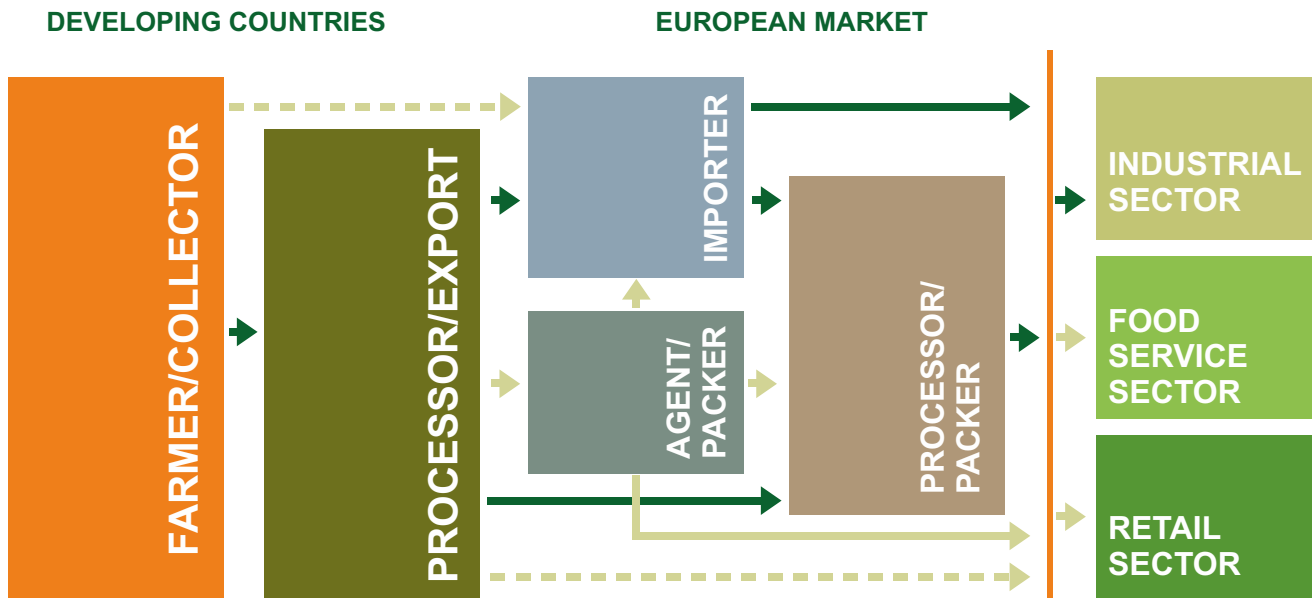 DEVELOPING COUNTRIES
EUROPEAN MARKET
FARMER/COLLECTOR
PROCESSOR/EXPORT
IMPORTER
AGENT/
PACKER
PROCESSOR/
PACKER
INDUSTRIAL
SECTOR
FOOD
SERVICE
SECTOR
RETAIL
SECTOR